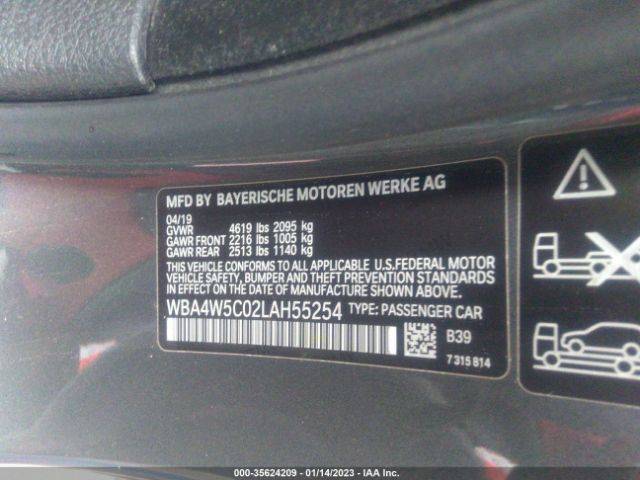 MFD BY BAYERISCHE MOTOREN WERKE AG
04/19
GVWR 4619 lbs 2095 kg
GAWR FRONT 2216 lbs 1005 kg
GAWR REAR 2513 lbs 1140 kg
THIS VEHICLE CONFORMS TO ALL APPLICABLE U.S.FEDERAL MOTOR
VEHICLE SAFETY, BUMPER AND THEFT PREVENTION STANDARDS
IN EFFECT ON THE DATE OF MANUFACTURE SHOWN ABOVE.
WBA4W5C02LAH55254 TYPE: PASSENGER CAR
B39
7 315 814
000-35624209 - 01/14/2023 - IAA Inc.